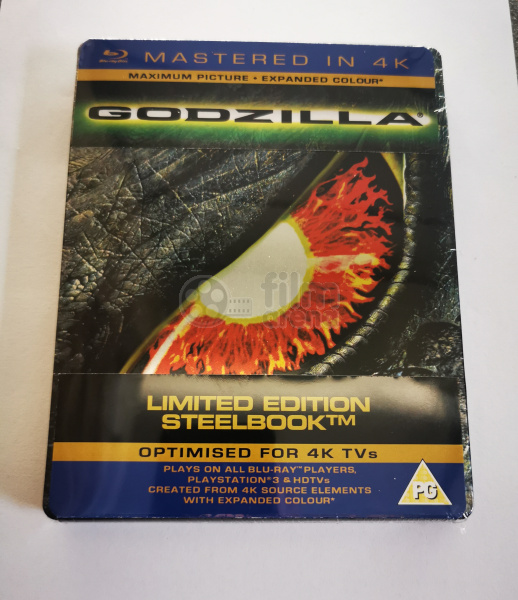 Blu-ray MASTERED IN 4K
MAXIMUM PICTURE • EXPANDED COLOUR*
GODZILLA®
film
arena
LIMITED EDITION
STEELBOOK™
OPTIMISED FOR 4K TVs
PLAYS ON ALL BLU-RAY™ PLAYERS,
PLAYSTATION®3 & HDTVs
CREATED FROM 4K SOURCE ELEMENTS
WITH EXPANDED COLOUR*
PG